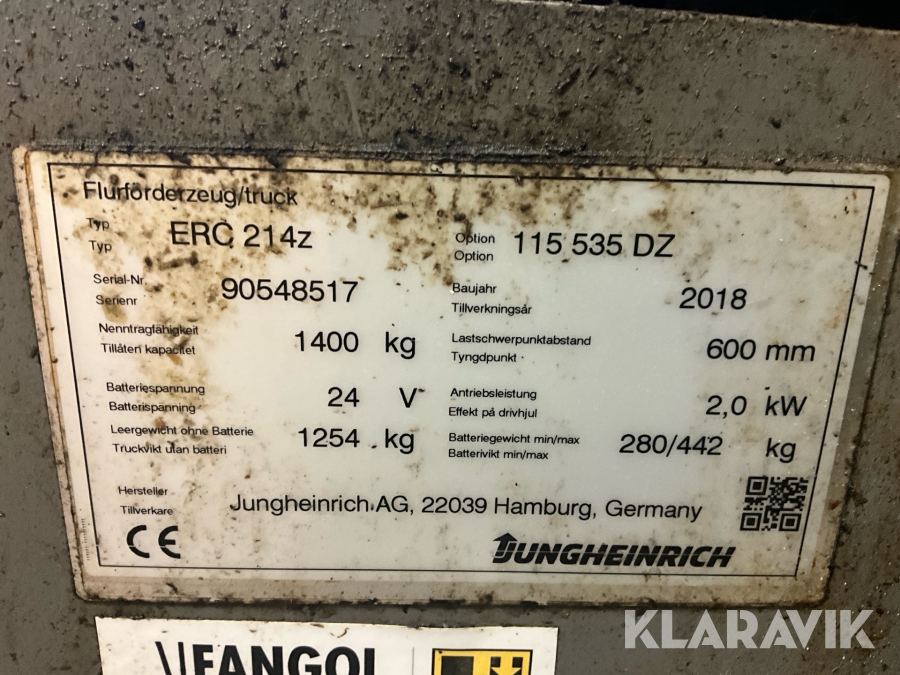 Flurförderzeug/truck
Typ ERC 214z Option 115 535 DZ
Typ Option
Serial-Nr. 90548517 Baujahr 2018
Serienr Tillverkningsår
Nenntragfähigkeit 1400 kg Lastschwerpunktabstand 600 mm
Tillåten kapacitet Tyngdpunkt
Batteriespannung 24 V Antriebsleistung 2,0 kW
Batterispanning Effekt på drivhjul
Leergewicht ohne Batterie 1254 kg Batteriegewicht min/max 280/442 kg
Truckvikt utan batteri Batterivikt min/max
Hersteller Jungheinrich AG, 22039 Hamburg, Germany
Tillverkare
CE JUNGHEINRICH
KLARAVIK